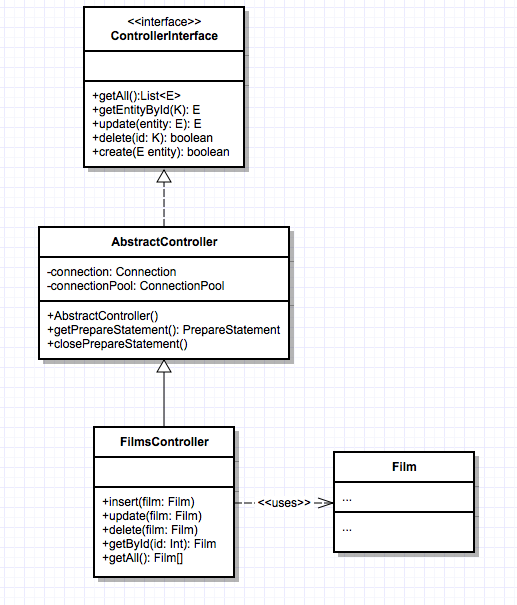 <<interface>>
ControllerInterface
+getAll():List<E>
+getEntityById(K): E
+update(entity: E): E
+delete(id: K): boolean
+create(E entity): boolean
AbstractController
-connection: Connection
-connectionPool: ConnectionPool
+AbstractController()
+getPrepareStatement(): PrepareStatement
+closePrepareStatement()
FilmsController
+insert(film: Film)
+update(film: Film)
+delete(film: Film)
+getById(id: Int): Film
+getAll(): Film[]
<<uses>>
Film
...
...